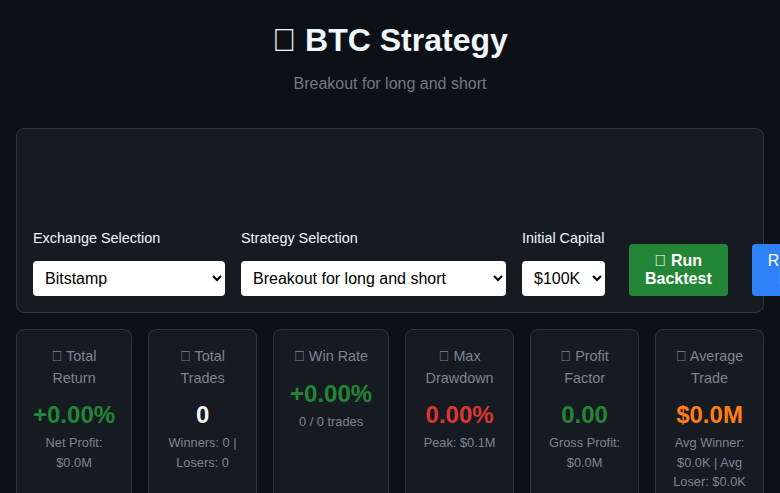 BTC Strategy
Breakout for long and short
Exchange Selection
Strategy Selection
Initial Capital
Bitstamp
Breakout for long and short
$100K
Run
Backtest
Total
Return
+0.00%
Net Profit:
$0.0M
Total
Trades
0
Winners: 0 |
Losers: 0
Win Rate
+0.00%
0 / 0 trades
Max
Drawdown
0.00%
Peak: $0.1M
Profit
Factor
0.00
Gross Profit:
$0.0M
Average
Trade
$0.0M
Avg Winner:
$0.0K | Avg
Loser: $0.0K